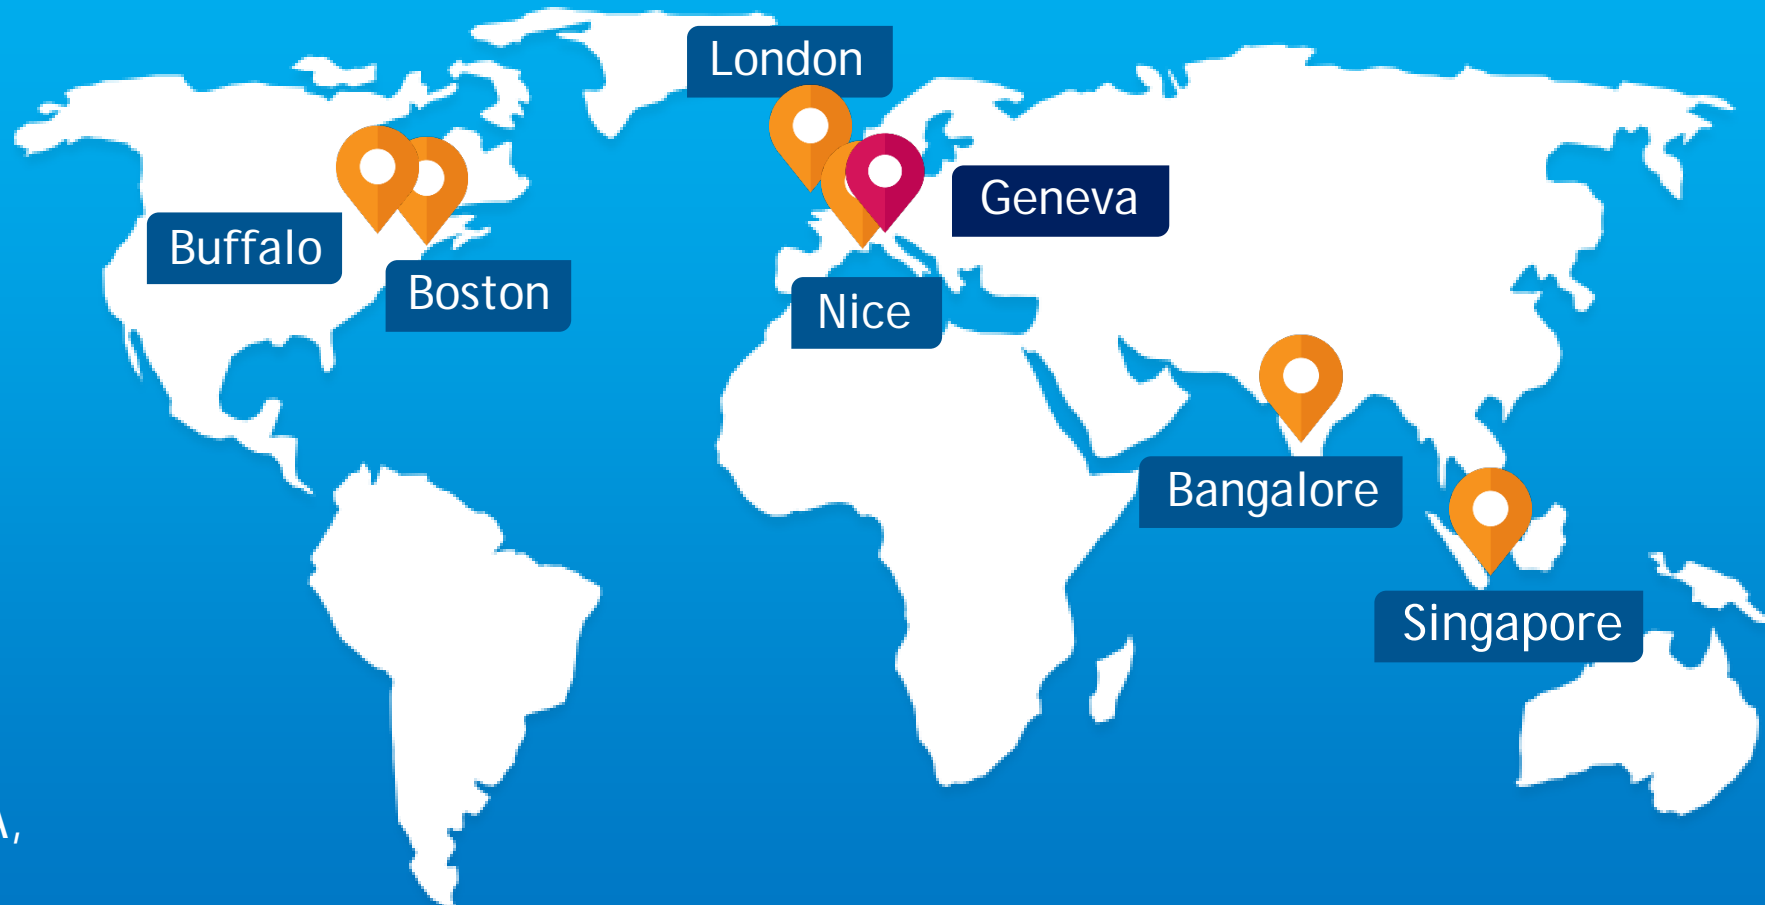 London
Geneva
Buffalo
Boston
Nice
Bangalore
Singapore
A,